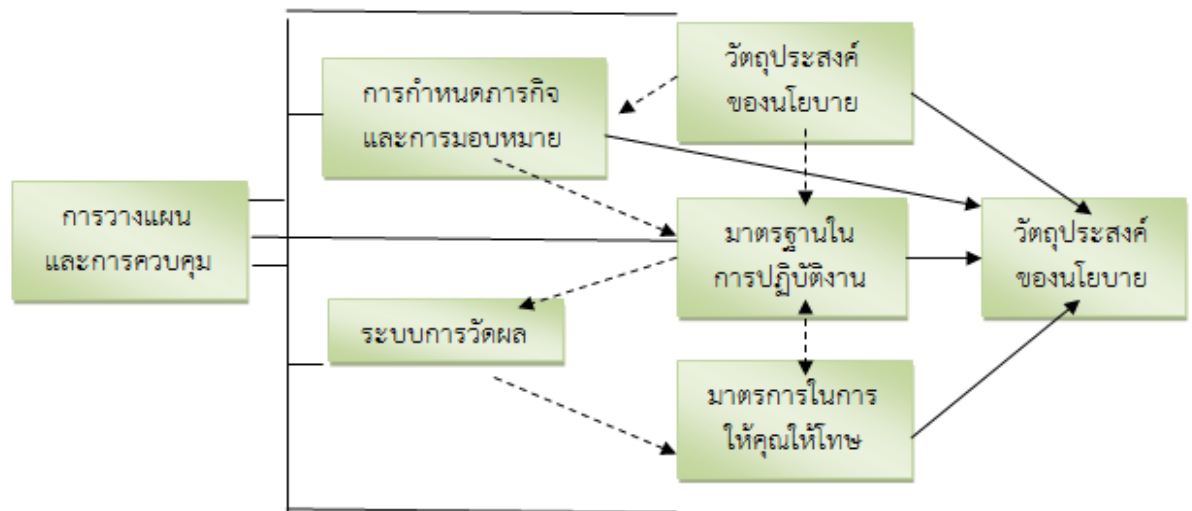 การวางแผน
และการควบคุม
การกำหนดภารกิจ
และการมอบหมาย
ระบบการวัดผล
วัตถุประสงค์
ของนโยบาย
มาตรฐานใน
การปฏิบัติงาน
มาตรการในการ
ให้คุณให้โทษ
วัตถุประสงค์
ของนโยบาย